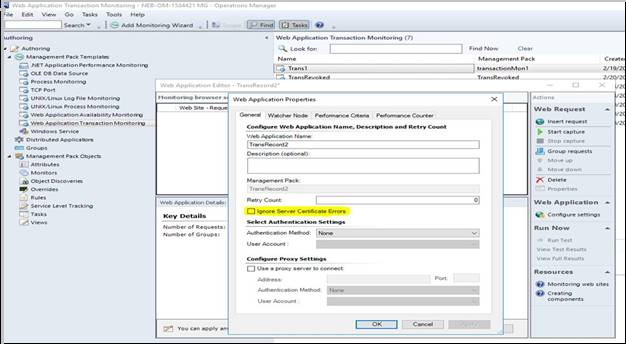 Web Application Transaction Monitoring - NEB-OM-1504421 MG - Operations Manager
File Edit View Go Tasks Tools Help
Search
Add Monitoring Wizard
Find
Tasks
Authoring
Authoring
Management Pack Templates
.NET Application Performance Monitoring
OLE DB Data Source
Process Monitoring
TCP Port
UNIX/Linux Log File Monitoring
UNIX/Linux Process Monitoring
Web Application Availability Monitoring
Web Application Transaction Monitoring
Windows Service
Distributed Applications
Groups
Management Pack Objects
Attributes
Monitors
Object Discoveries
Overrides
Rules
Service Level Tracking
Tasks
Views
Web Application Transaction Monitoring (7)
Look for:
Find Now
Clear
Name
Management Pack
Created
Trans1
transactionMon1
2/19/20
TransRevoked
TransRevoked2
2/20/20
Web Application Editor - TransRecord2*
Monitoring browser s
Web Site - Reque
Web Application Details:
Key Details
Number of Requests:
Number of Groups:
You can apply any
Web Application Properties
General
Watcher Node
Performance Criteria
Performance Counter
Configure Web Application Name, Description and Retry Count
Web Application Name:
TransRecord2
Description (optional):
Management Pack:
TransRecord2
Retry Count:
0
Ignore Server Certificate Errors
Select Authentication Settings
Authentication Method:
None
User Account :
Configure Proxy Settings
Use a proxy server to connect:
Address:
Port:
Authentication Method:
None
User Account :
OK
Cancel
Apply
Actions
Web Request
Insert request
Start capture
Stop capture
Group requests
Move up
Move down
Delete
Properties
Web Application
Configure settings
Run Now
Run Test
View Test Results
View Full Results
Resources
Monitoring web sites
Creating components